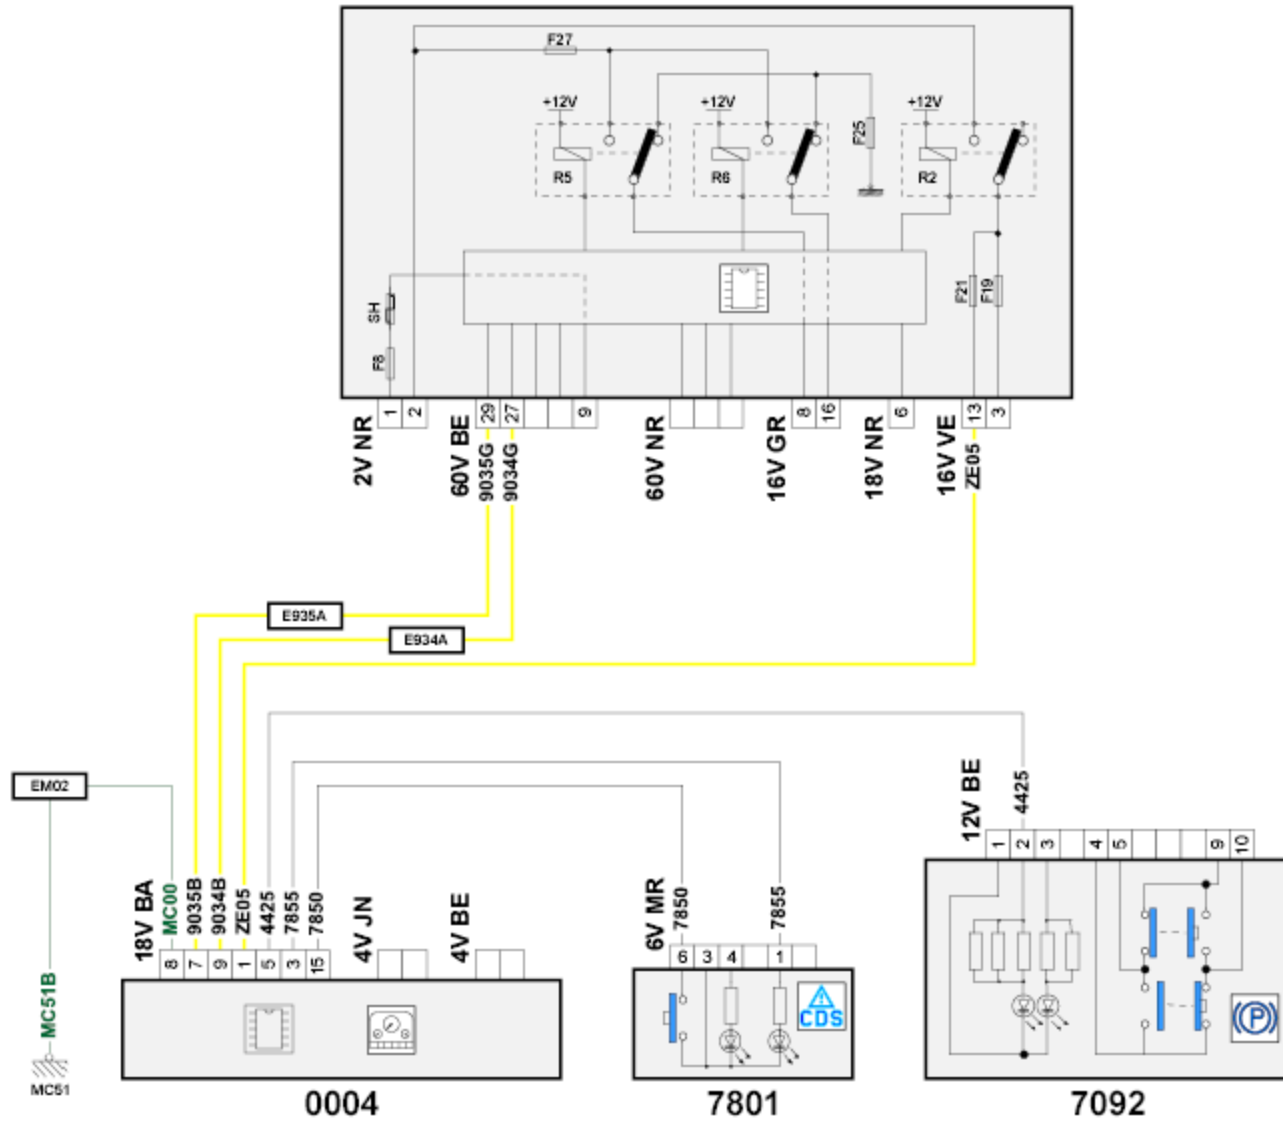 F27
+12V +12V +12V
F25
R5 R6 R2
SH
F8
F21 F19
1 2 29 27 9 8 16 6 13 3
2V NR 60V BE 60V NR 16V GR 18V NR 16V VE
9035G 9034G ZE05
E935A
E934A
EM02
12V BE 4425
1 2 3 4 5 9 10
18V BA MC00 9035B 9034B ZE05 4425 7855 7850 4V JN 4V BE
6V MR 7850 7855
8 7 9 1 5 3 15
6 3 4 1
CDS
P
MC51B
MC51
0004 7801 7092